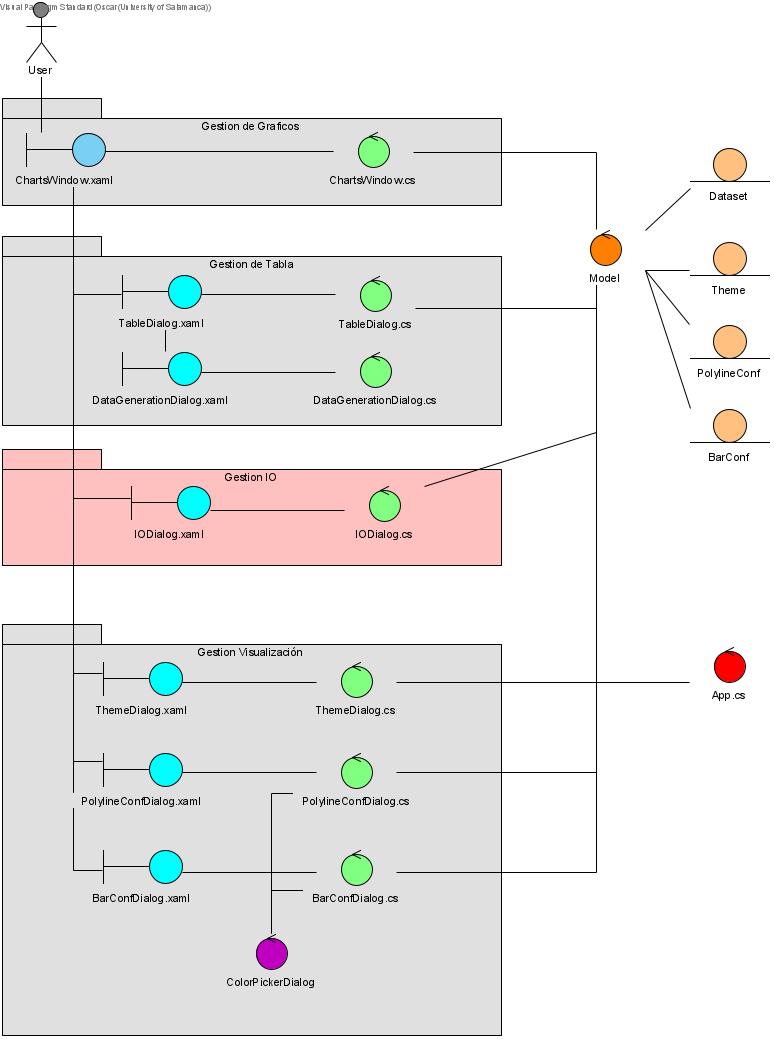 Visual Paradigm Standard(Oscar(University of Salamanca))
User
Gestion de Graficos
ChartsWindow.xaml
ChartsWindow.cs
Dataset
Model
Theme
PolylineConf
BarConf
Gestion de Tabla
TableDialog.xaml
TableDialog.cs
DataGenerationDialog.xaml
DataGenerationDialog.cs
Gestion IO
IODialog.xaml
IODialog.cs
Gestion Visualización
ThemeDialog.xaml
ThemeDialog.cs
App.cs
PolylineConfDialog.xaml
PolylineConfDialog.cs
BarConfDialog.xaml
BarConfDialog.cs
ColorPickerDialog